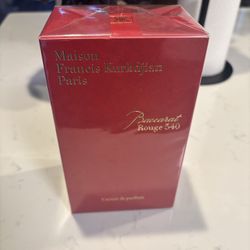 Maison
Francis Kurkdjian
Paris
Baccarat
Rouge 540
Extrait de parfum